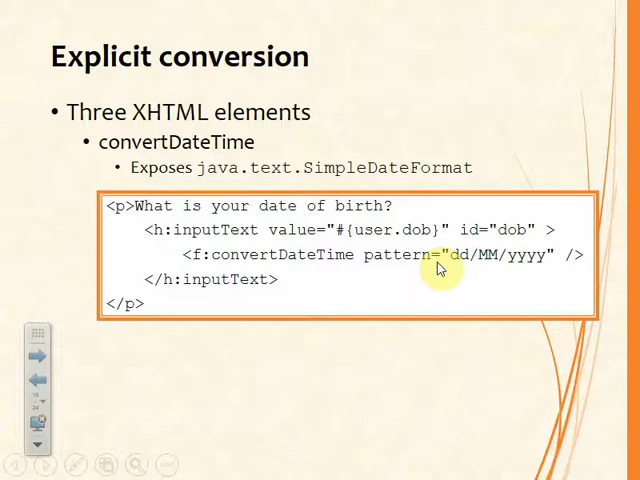 Explicit conversion
• Three XHTML elements
• convertDateTime
• Exposes java.text.SimpleDateFormat
<p>What is your date of birth?
<h:inputText value="#{user.dob}" id="dob" >
<f:convertDateTime pattern="dd/MM/yyyy" />
</h:inputText>
</p>